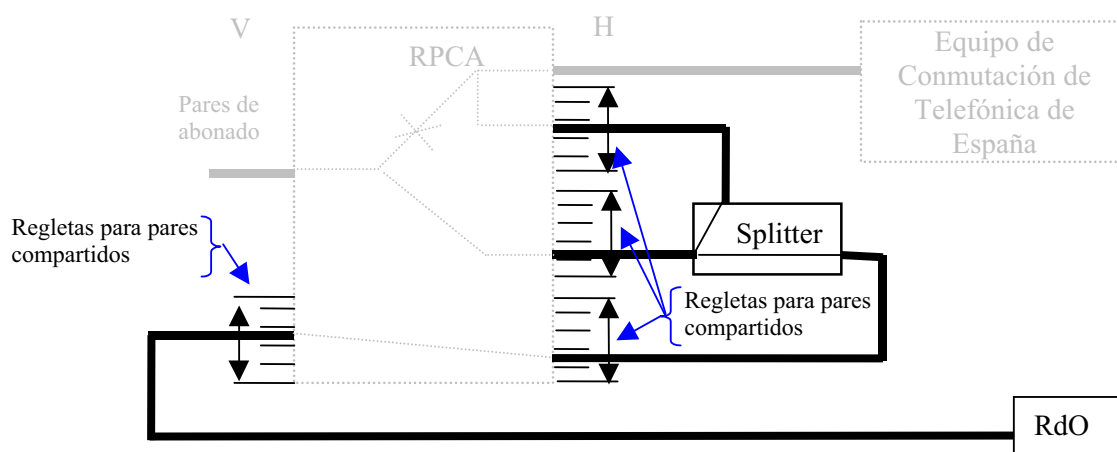 V
H
RPCA
Equipo de
Conmutación de
Telefónica de
España
Pares de
abonado
Regletas para pares
compartidos
Splitter
Regletas para pares
compartidos
RdO